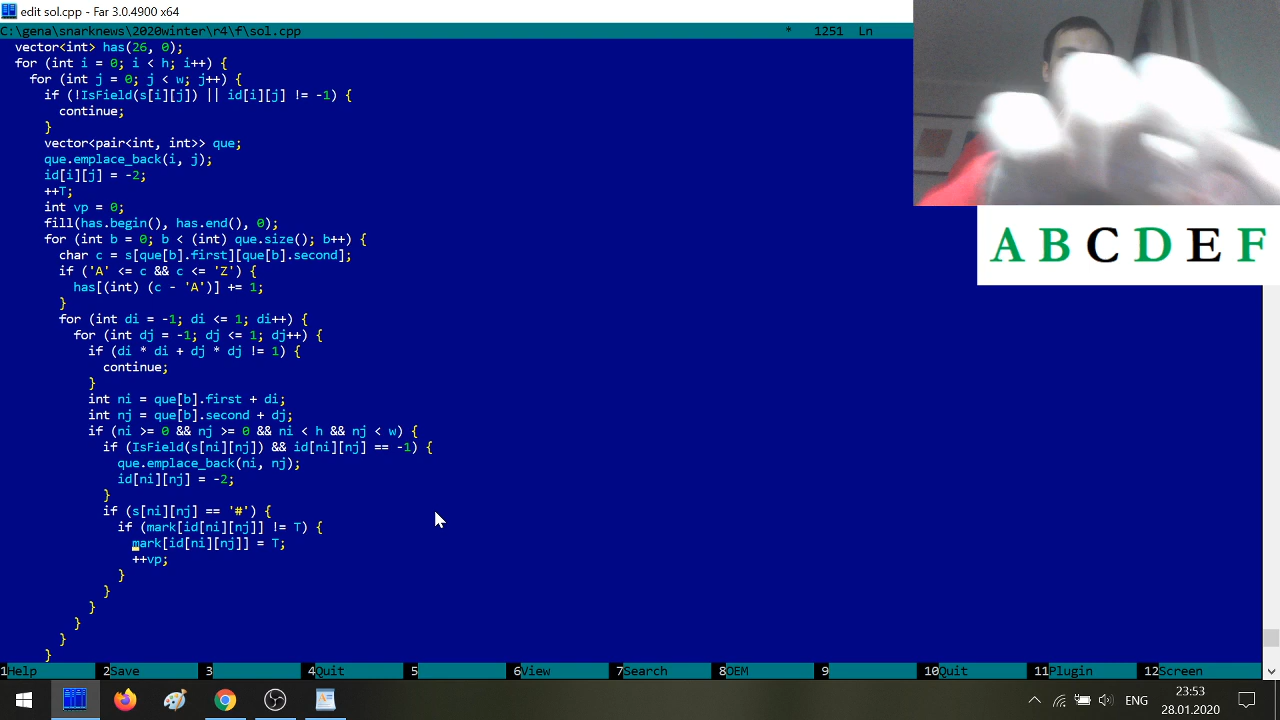 edit sol.cpp - Far 3.0.4900 x64
C:\gena\snarknews\2020winter\r4\f\sol.cpp * 1251 Ln
vector<int> has(26, 0);
for (int i = 0; i < h; i++) {
for (int j = 0; j < w; j++) {
if (!IsField(s[i][j]) || id[i][j] != -1) {
continue;
}
vector<pair<int, int>> que;
que.emplace_back(i, j);
id[i][j] = -2;
++T;
int vp = 0;
fill(has.begin(), has.end(), 0);
for (int b = 0; b < (int) que.size(); b++) {
char c = s[que[b].first][que[b].second];
if ('A' <= c && c <= 'Z') {
has[(int) (c - 'A')] += 1;
}
for (int di = -1; di <= 1; di++) {
for (int dj = -1; dj <= 1; dj++) {
if (di * di + dj * dj != 1) {
continue;
}
int ni = que[b].first + di;
int nj = que[b].second + dj;
if (ni >= 0 && nj >= 0 && ni < h && nj < w) {
if (IsField(s[ni][nj]) && id[ni][nj] == -1) {
que.emplace_back(ni, nj);
id[ni][nj] = -2;
}
if (s[ni][nj] == '#') {
if (mark[id[ni][nj]] != T) {
mark[id[ni][nj]] = T;
++vp;
}
}
}
}
}
}
A B C D E F
1Help 2Save 3 4Quit 5 6View 7Search 8OEM 9 10Quit 11Plugin 12Screen
ENG
23:53
28.01.2020